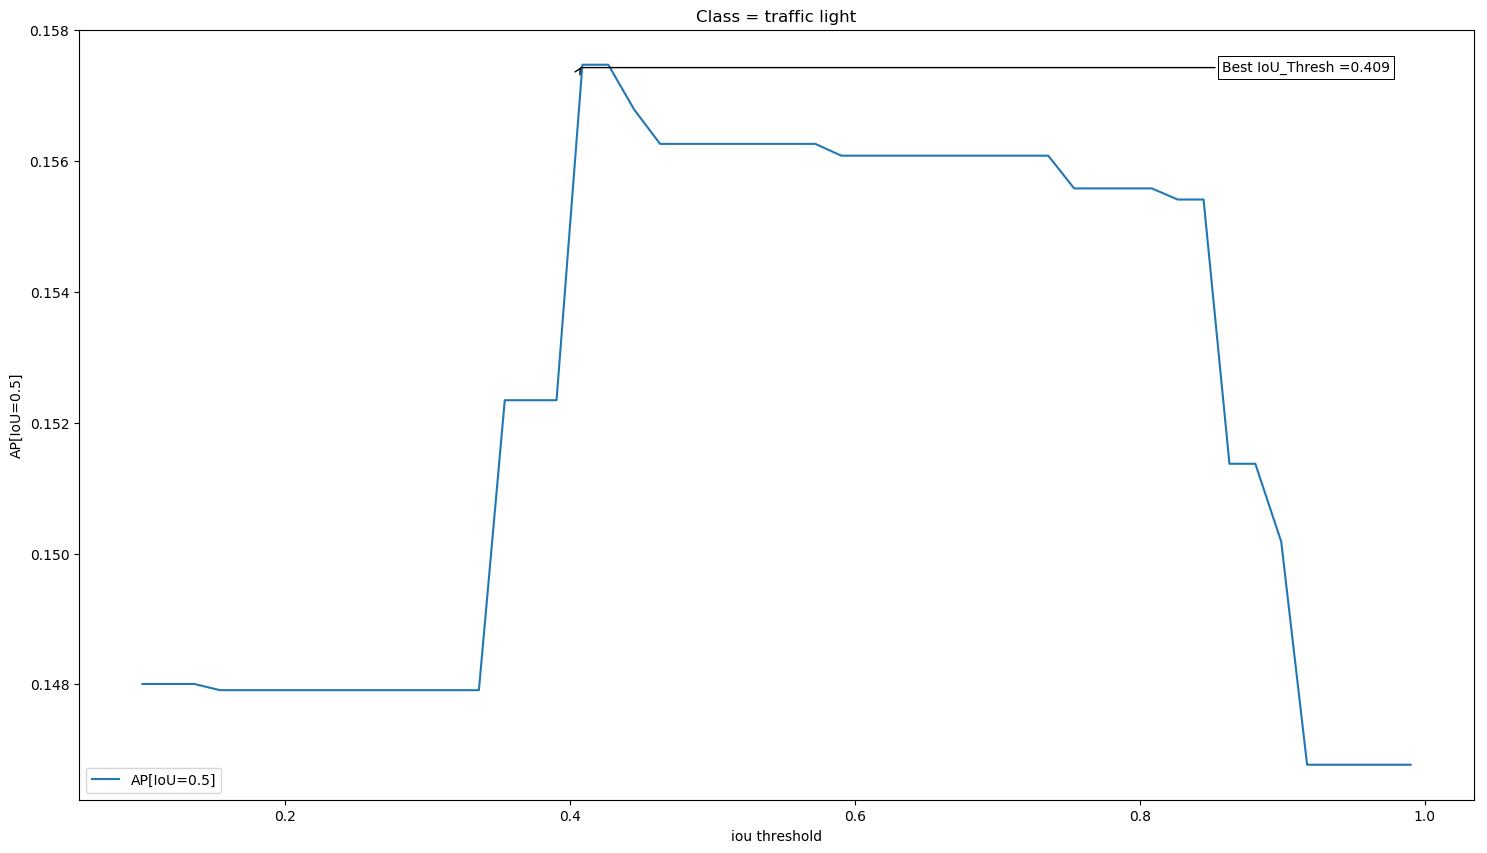 Class = traffic light
0.158
0.156
0.154
0.152
0.150
0.148
AP[IoU=0.5]
Best IoU_Thresh =0.409
AP[IoU=0.5]
0.2 0.4 0.6 0.8 1.0
iou threshold